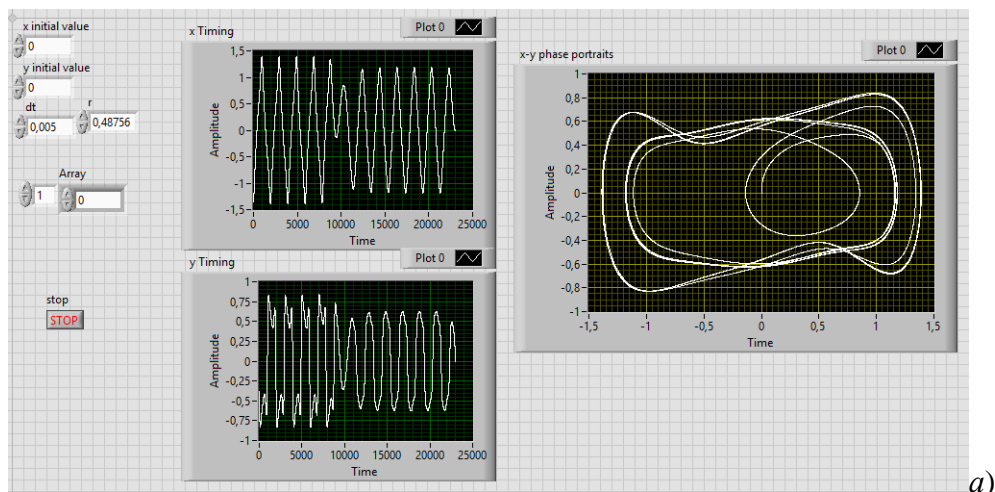 x initial value
0
y initial value
0
dt
r
0,005
0,48756
Array
1
0
stop
STOP
x Timing
Plot 0
Amplitude
1,5
1
0,5
0
-0,5
-1
-1,5
0 5000 10000 15000 20000 25000
Time
y Timing
Plot 0
Amplitude
1
0,75
0,5
0,25
0
-0,25
-0,5
-0,75
-1
0 5000 10000 15000 20000 25000
Time
x-y phase portraits
Plot 0
Amplitude
1
0,8
0,6
0,4
0,2
0
-0,2
-0,4
-0,6
-0,8
-1
-1,5 -1 -0,5 0 0,5 1 1,5
Time
a)